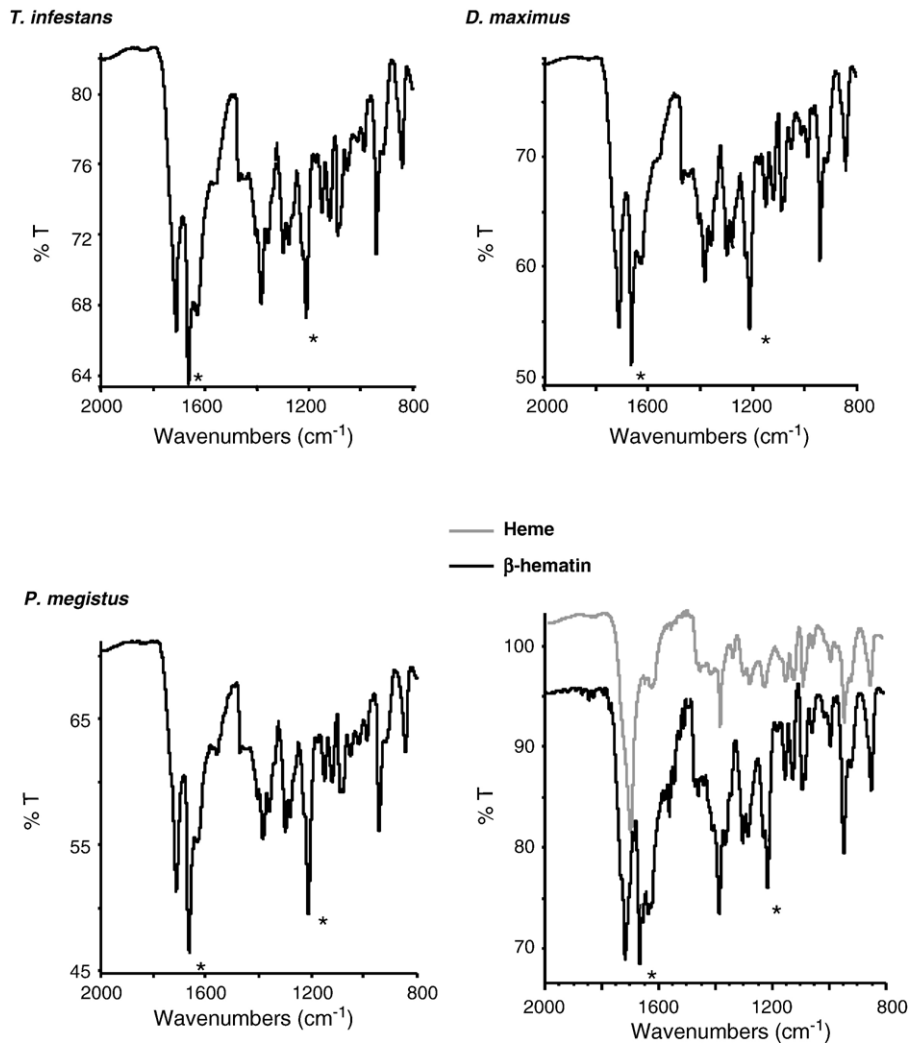 T. infestans
% T
80
76
72
68
64
*
*
2000 1600 1200 800
Wavenumbers (cm⁻¹)
D. maximus
% T
70
60
50
*
*
2000 1600 1200 800
Wavenumbers (cm⁻¹)
P. megistus
% T
65
55
45
*
*
2000 1600 1200 800
Wavenumbers (cm⁻¹)
Heme
β-hematin
% T
100
90
80
70
*
*
2000 1600 1200 800
Wavenumbers (cm⁻¹)